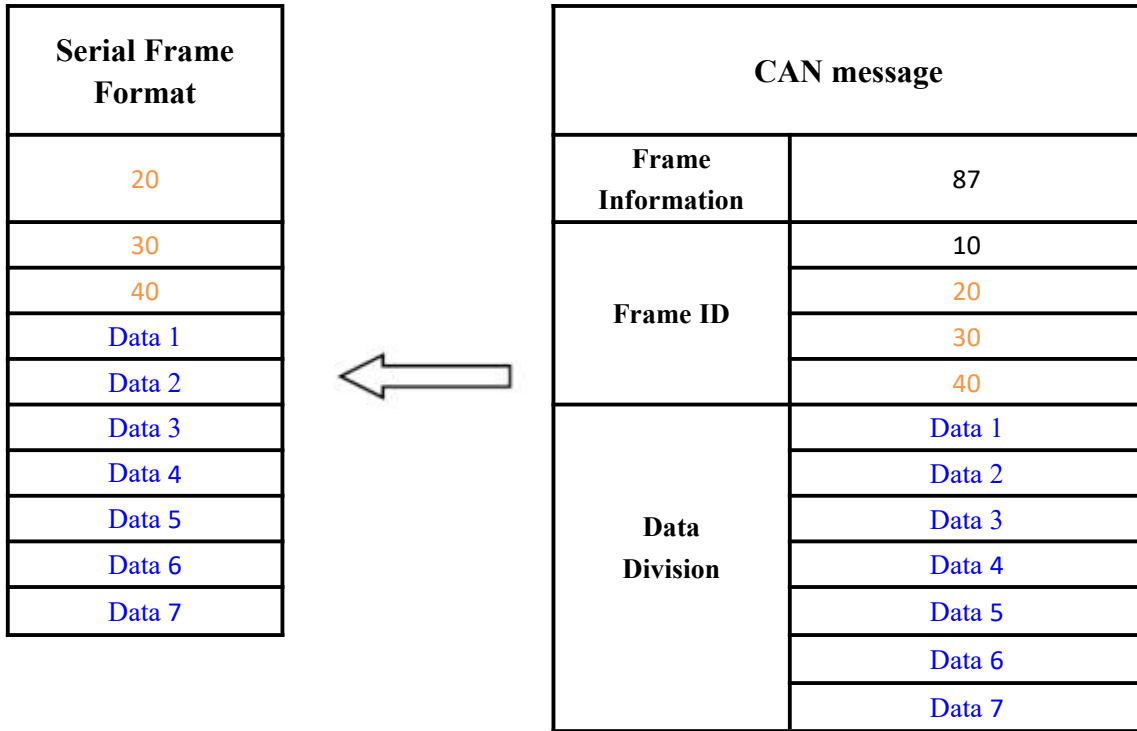 Serial Frame
Format
20
30
40
Data 1
Data 2
Data 3
Data 4
Data 5
Data 6
Data 7
CAN message
Frame
Information
87
Frame ID
10
20
30
40
Data
Division
Data 1
Data 2
Data 3
Data 4
Data 5
Data 6
Data 7